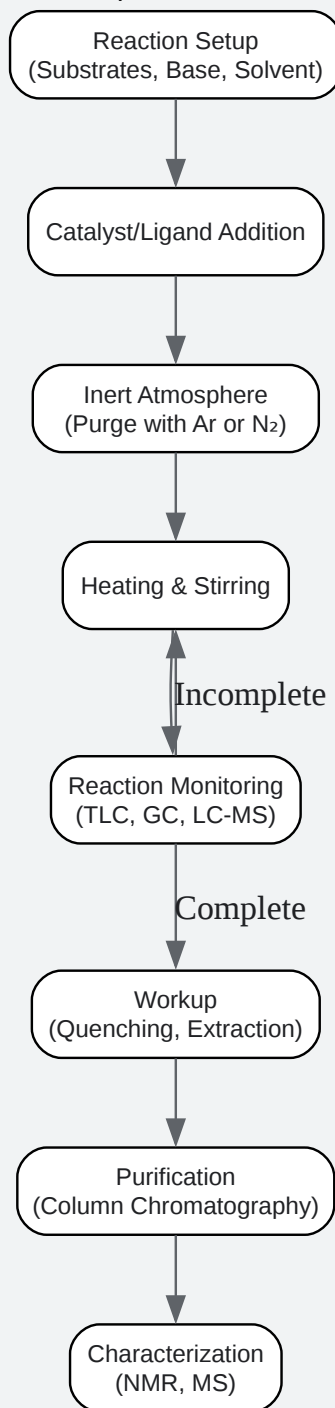 Reaction Setup
(Substrates, Base, Solvent)
Catalyst/Ligand Addition
Inert Atmosphere
(Purge with Ar or N₂)
Heating & Stirring
Incomplete
Reaction Monitoring
(TLC, GC, LC-MS)
Complete
Workup
(Quenching, Extraction)
Purification
(Column Chromatography)
Characterization
(NMR, MS)